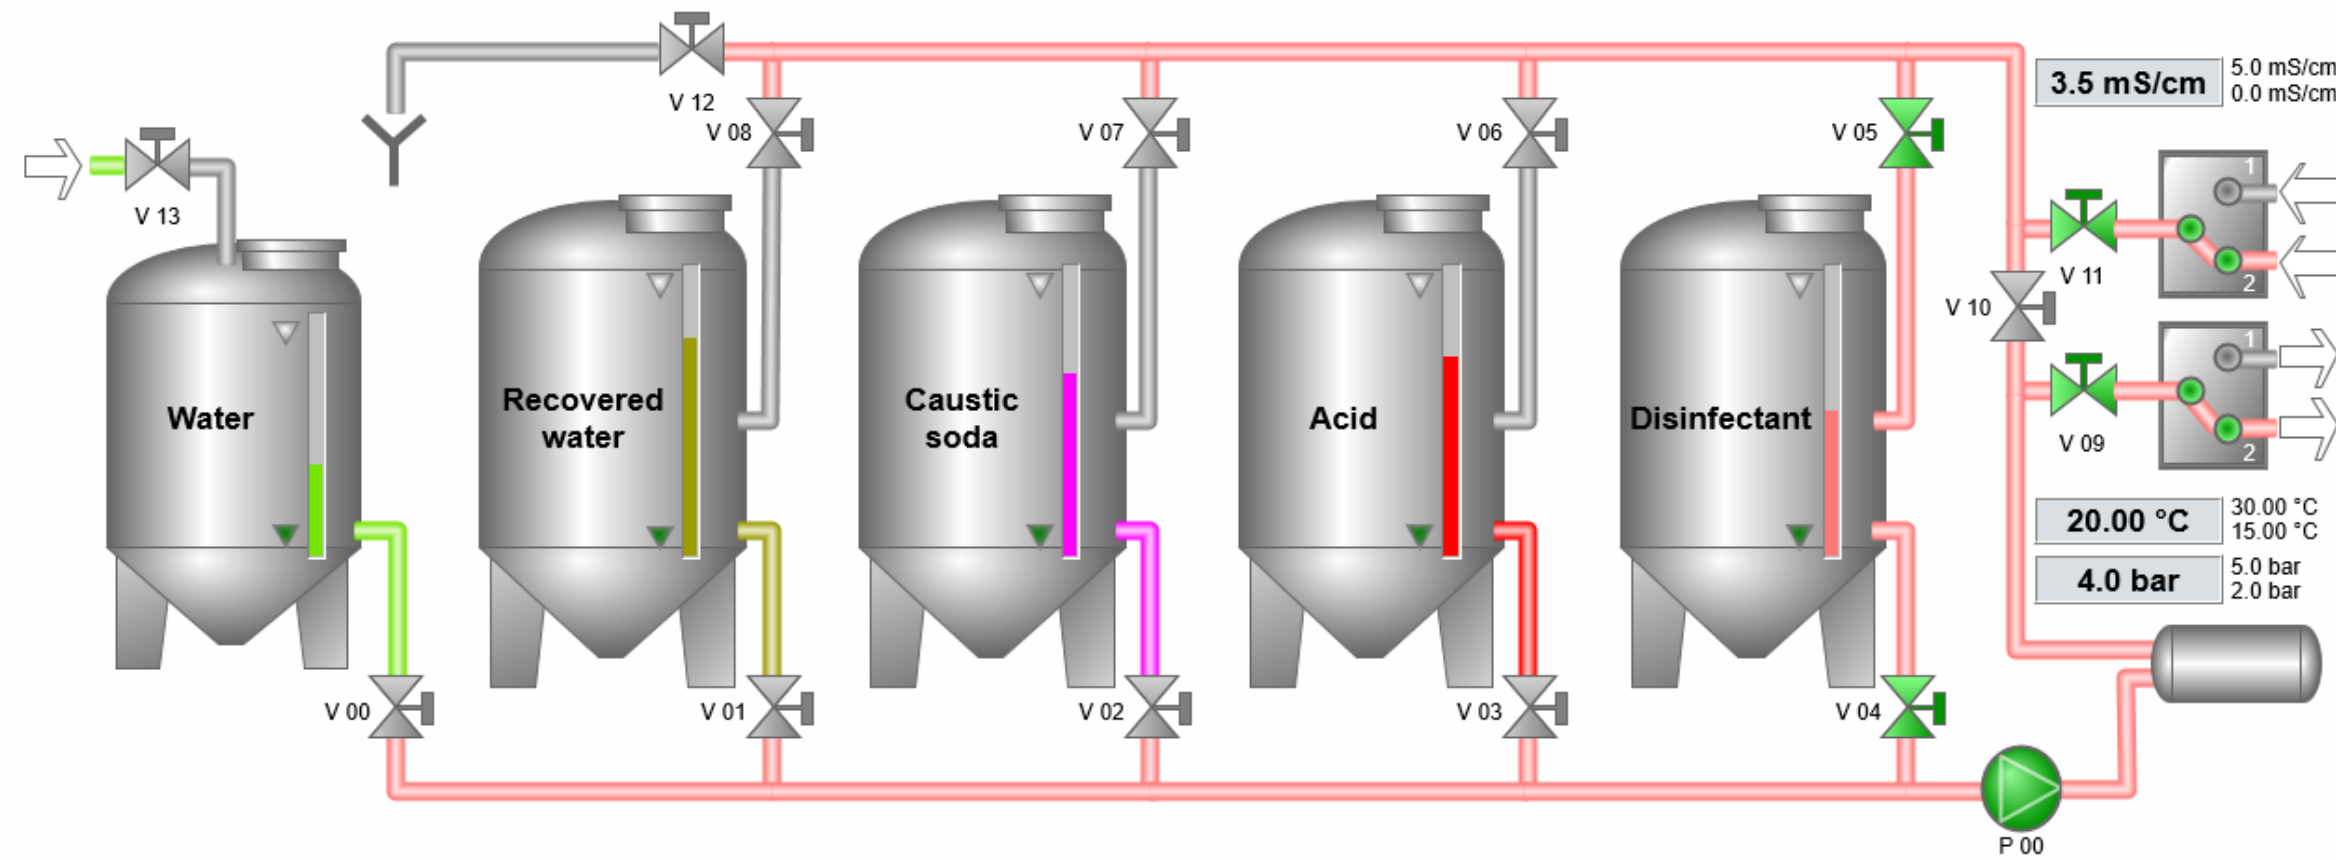 V 12
V 08
V 07
V 06
V 05
3.5 mS/cm
5.0 mS/cm
0.0 mS/cm
V 13
1
2
V 11
V 10
1
2
V 09
Water
Recovered
water
Caustic
soda
Acid
Disinfectant
20.00 °C
30.00 °C
15.00 °C
4.0 bar
5.0 bar
2.0 bar
V 00
V 01
V 02
V 03
V 04
P 00